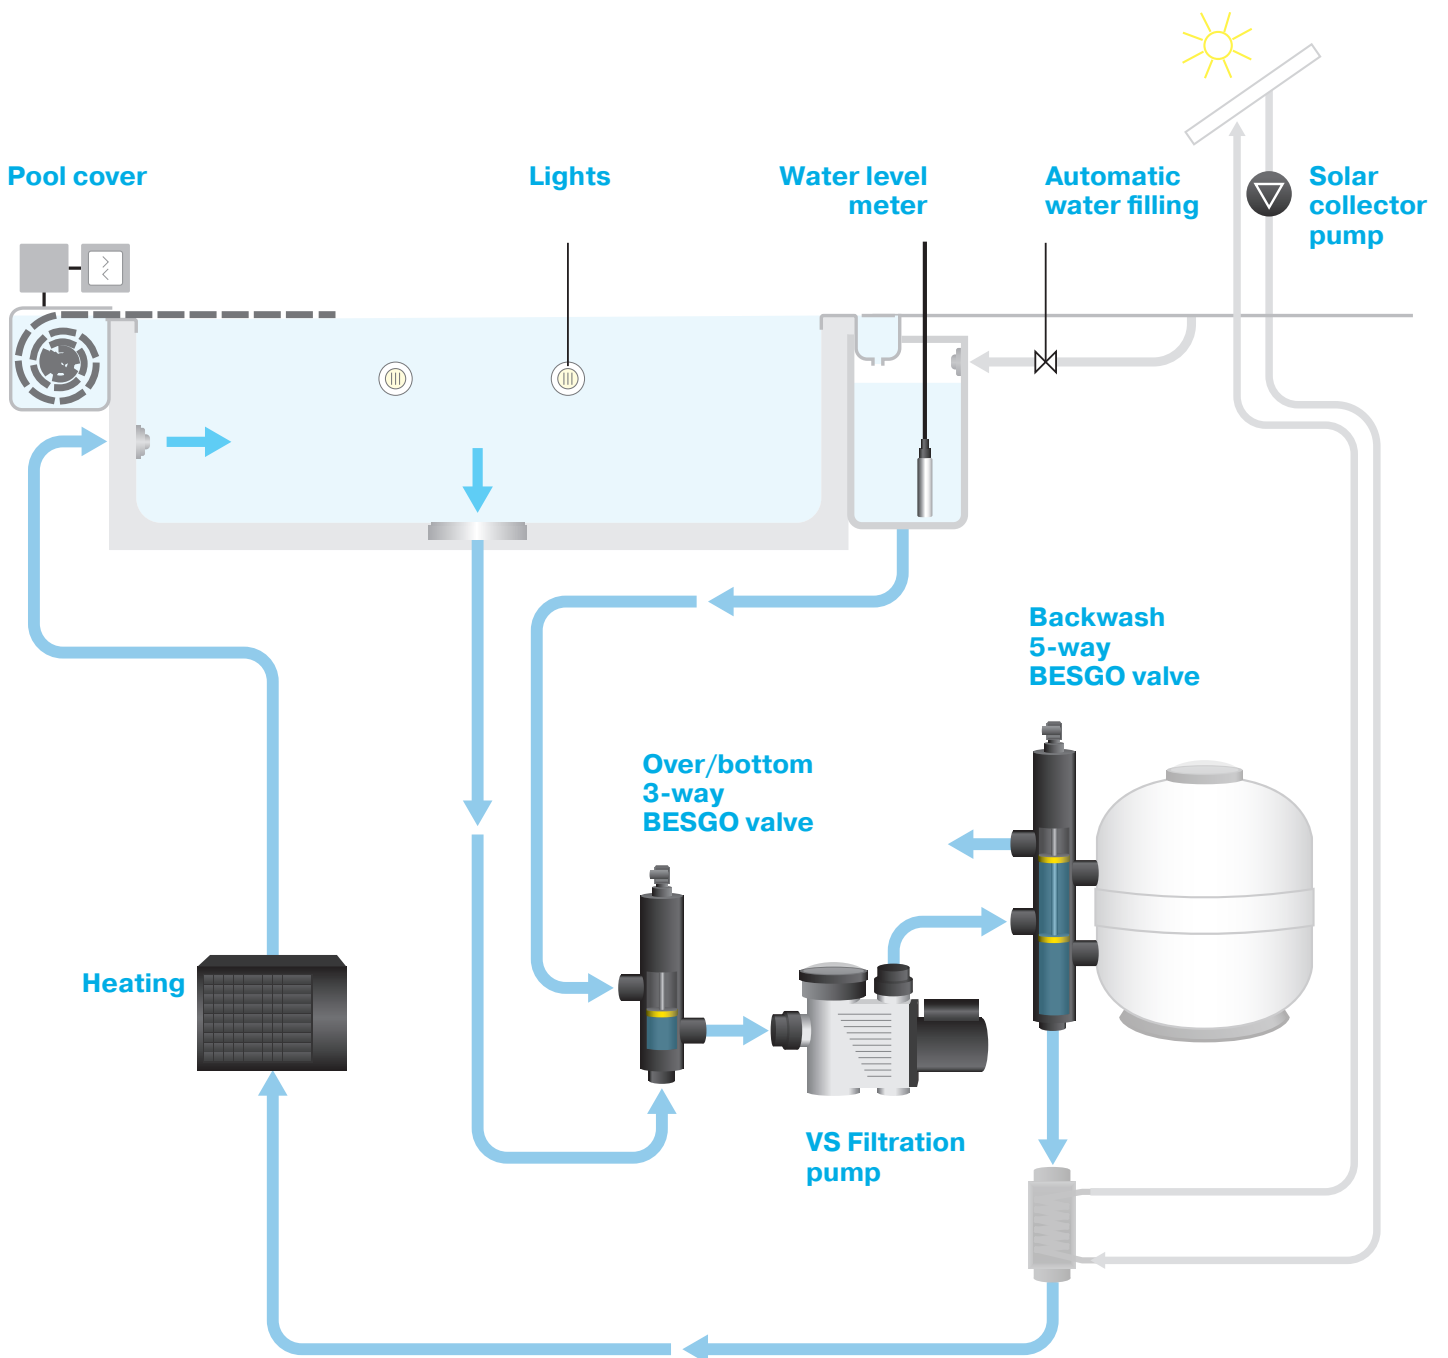 Pool cover
Lights
Water level
meter
Automatic
water filling
Solar
collector
pump
Backwash
5-way
BESGO valve
Over/bottom
3-way
BESGO valve
Heating
VS Filtration
pump